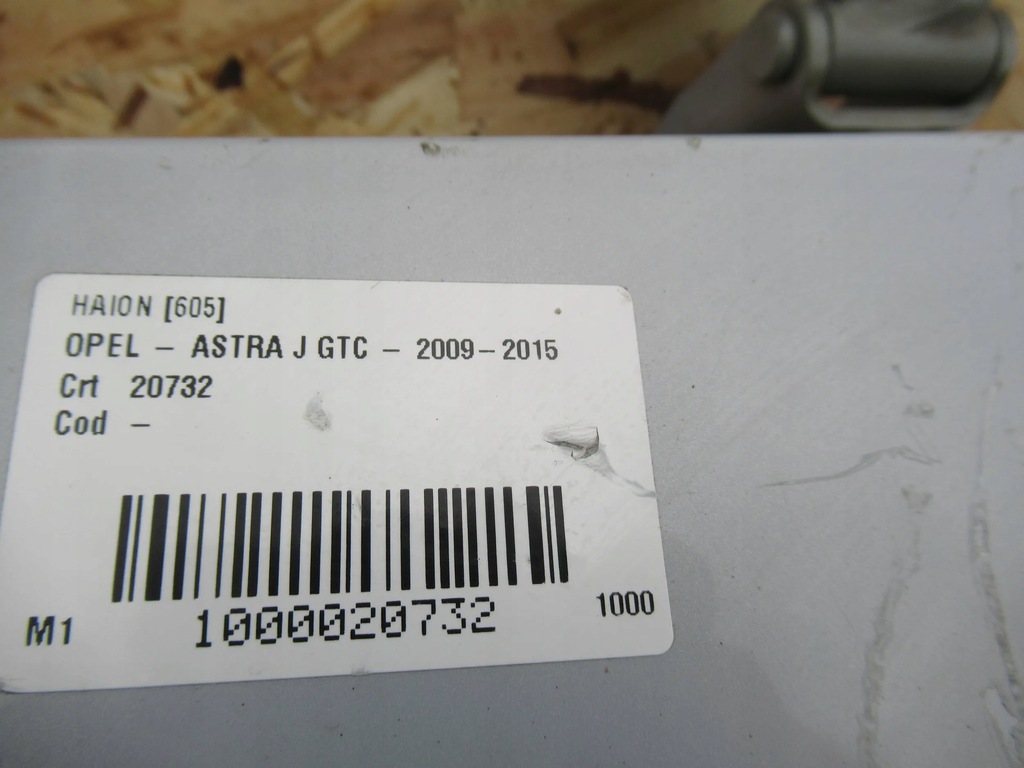 HAION [605]
OPEL – ASTRA J GTC – 2009–2015
Crt 20732
Cod –
M1 1000020732 1000